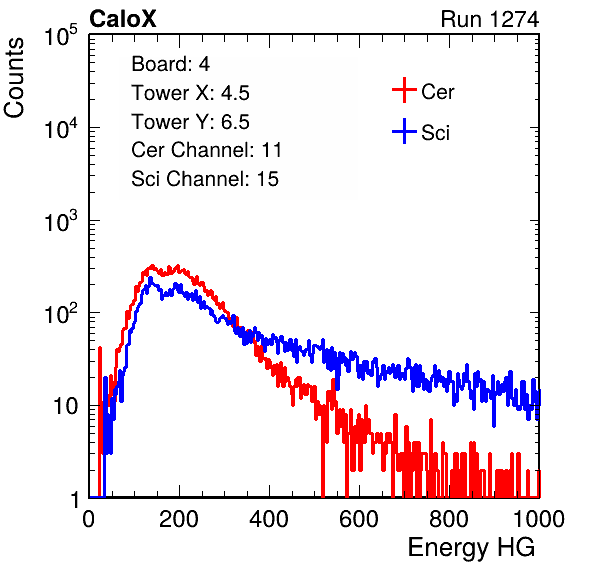 CaloX Run 1274
Counts
10^5
10^4
10^3
10^2
10
1
Board: 4
Tower X: 4.5
Tower Y: 6.5
Cer Channel: 11
Sci Channel: 15
Cer
Sci
0 200 400 600 800 1000
Energy HG